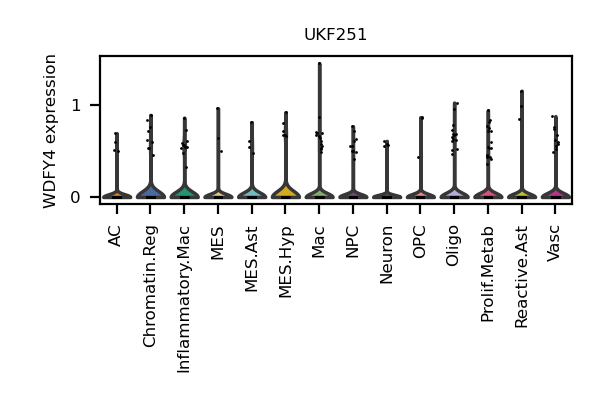 UKF251
WDFY4 expression
1
0
AC
Chromatin.Reg
Inflammatory.Mac
MES
MES.Ast
MES.Hyp
Mac
NPC
Neuron
OPC
Oligo
Prolif.Metab
Reactive.Ast
Vasc